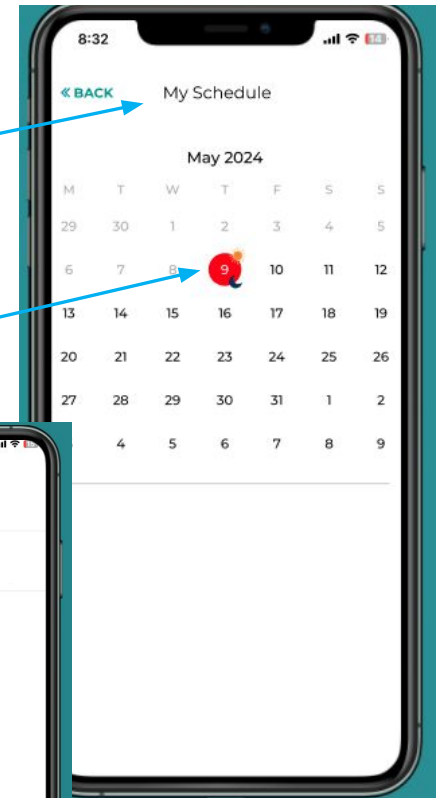 8:32
14
« BACK My Schedule
May 2024
M T W T F S S
29 30 1 2 3 4 5
6 7 8 9 10 11 12
13 14 15 16 17 18 19
20 21 22 23 24 25 26
27 28 29 30 31 1 2
4 5 6 7 8 9